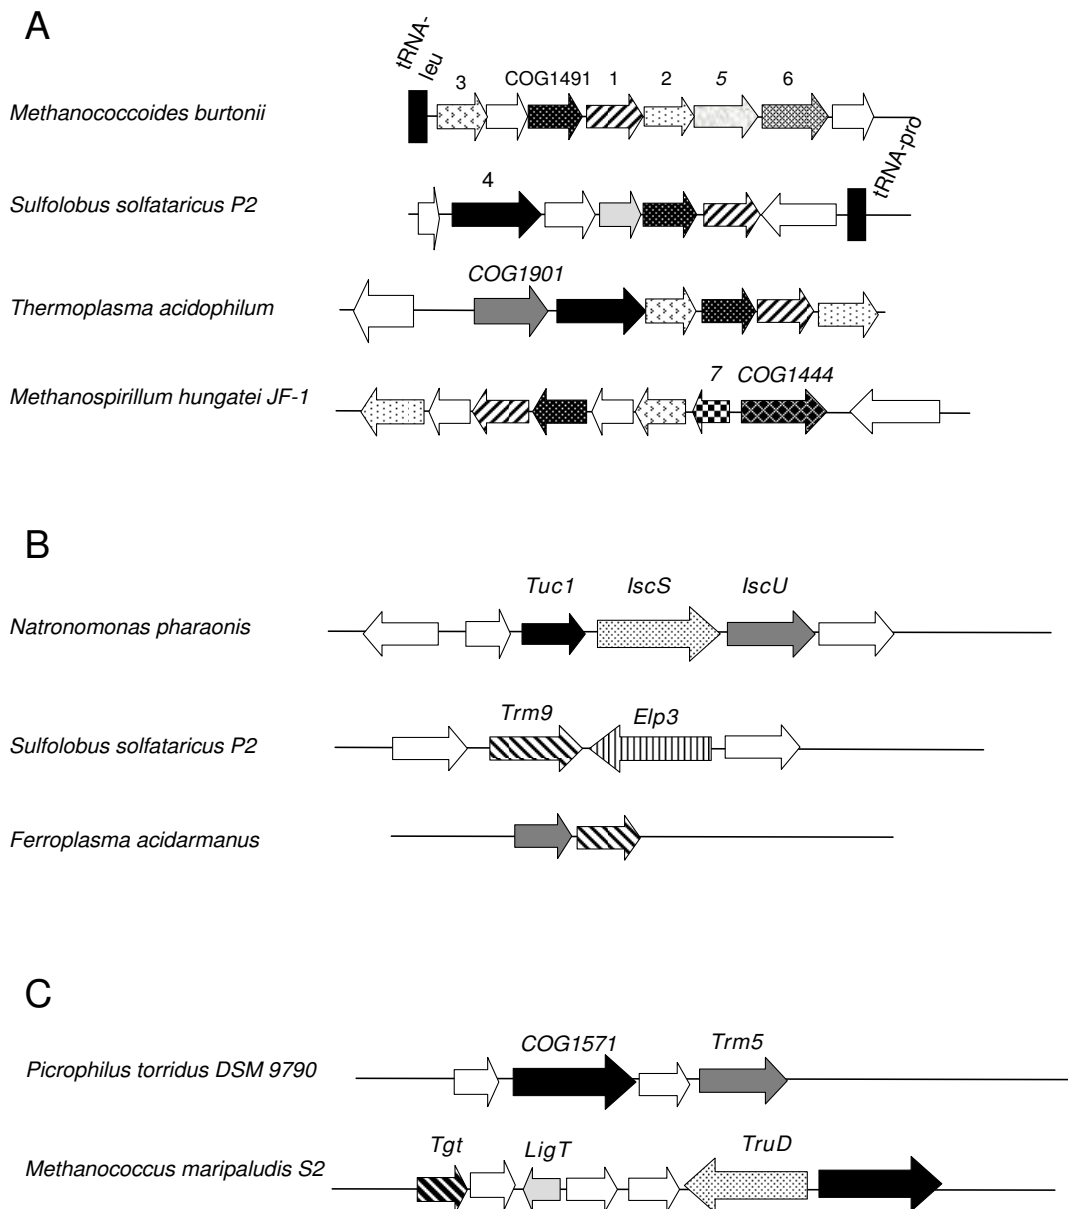 A
tRNA-
leu
3 COG1491 1 2 5 6
Methanococcoides burtonii
tRNA-pro
4
Sulfolobus solfataricus P2
COG1901
Thermoplasma acidophilum
7 COG1444
Methanospirillum hungatei JF-1
B
Tuc1 IscS IscU
Natronomonas pharaonis
Trm9 Elp3
Sulfolobus solfataricus P2
Ferroplasma acidarmanus
C
COG1571 Trm5
Picrophilus torridus DSM 9790
Tgt LigT TruD
Methanococcus maripaludis S2